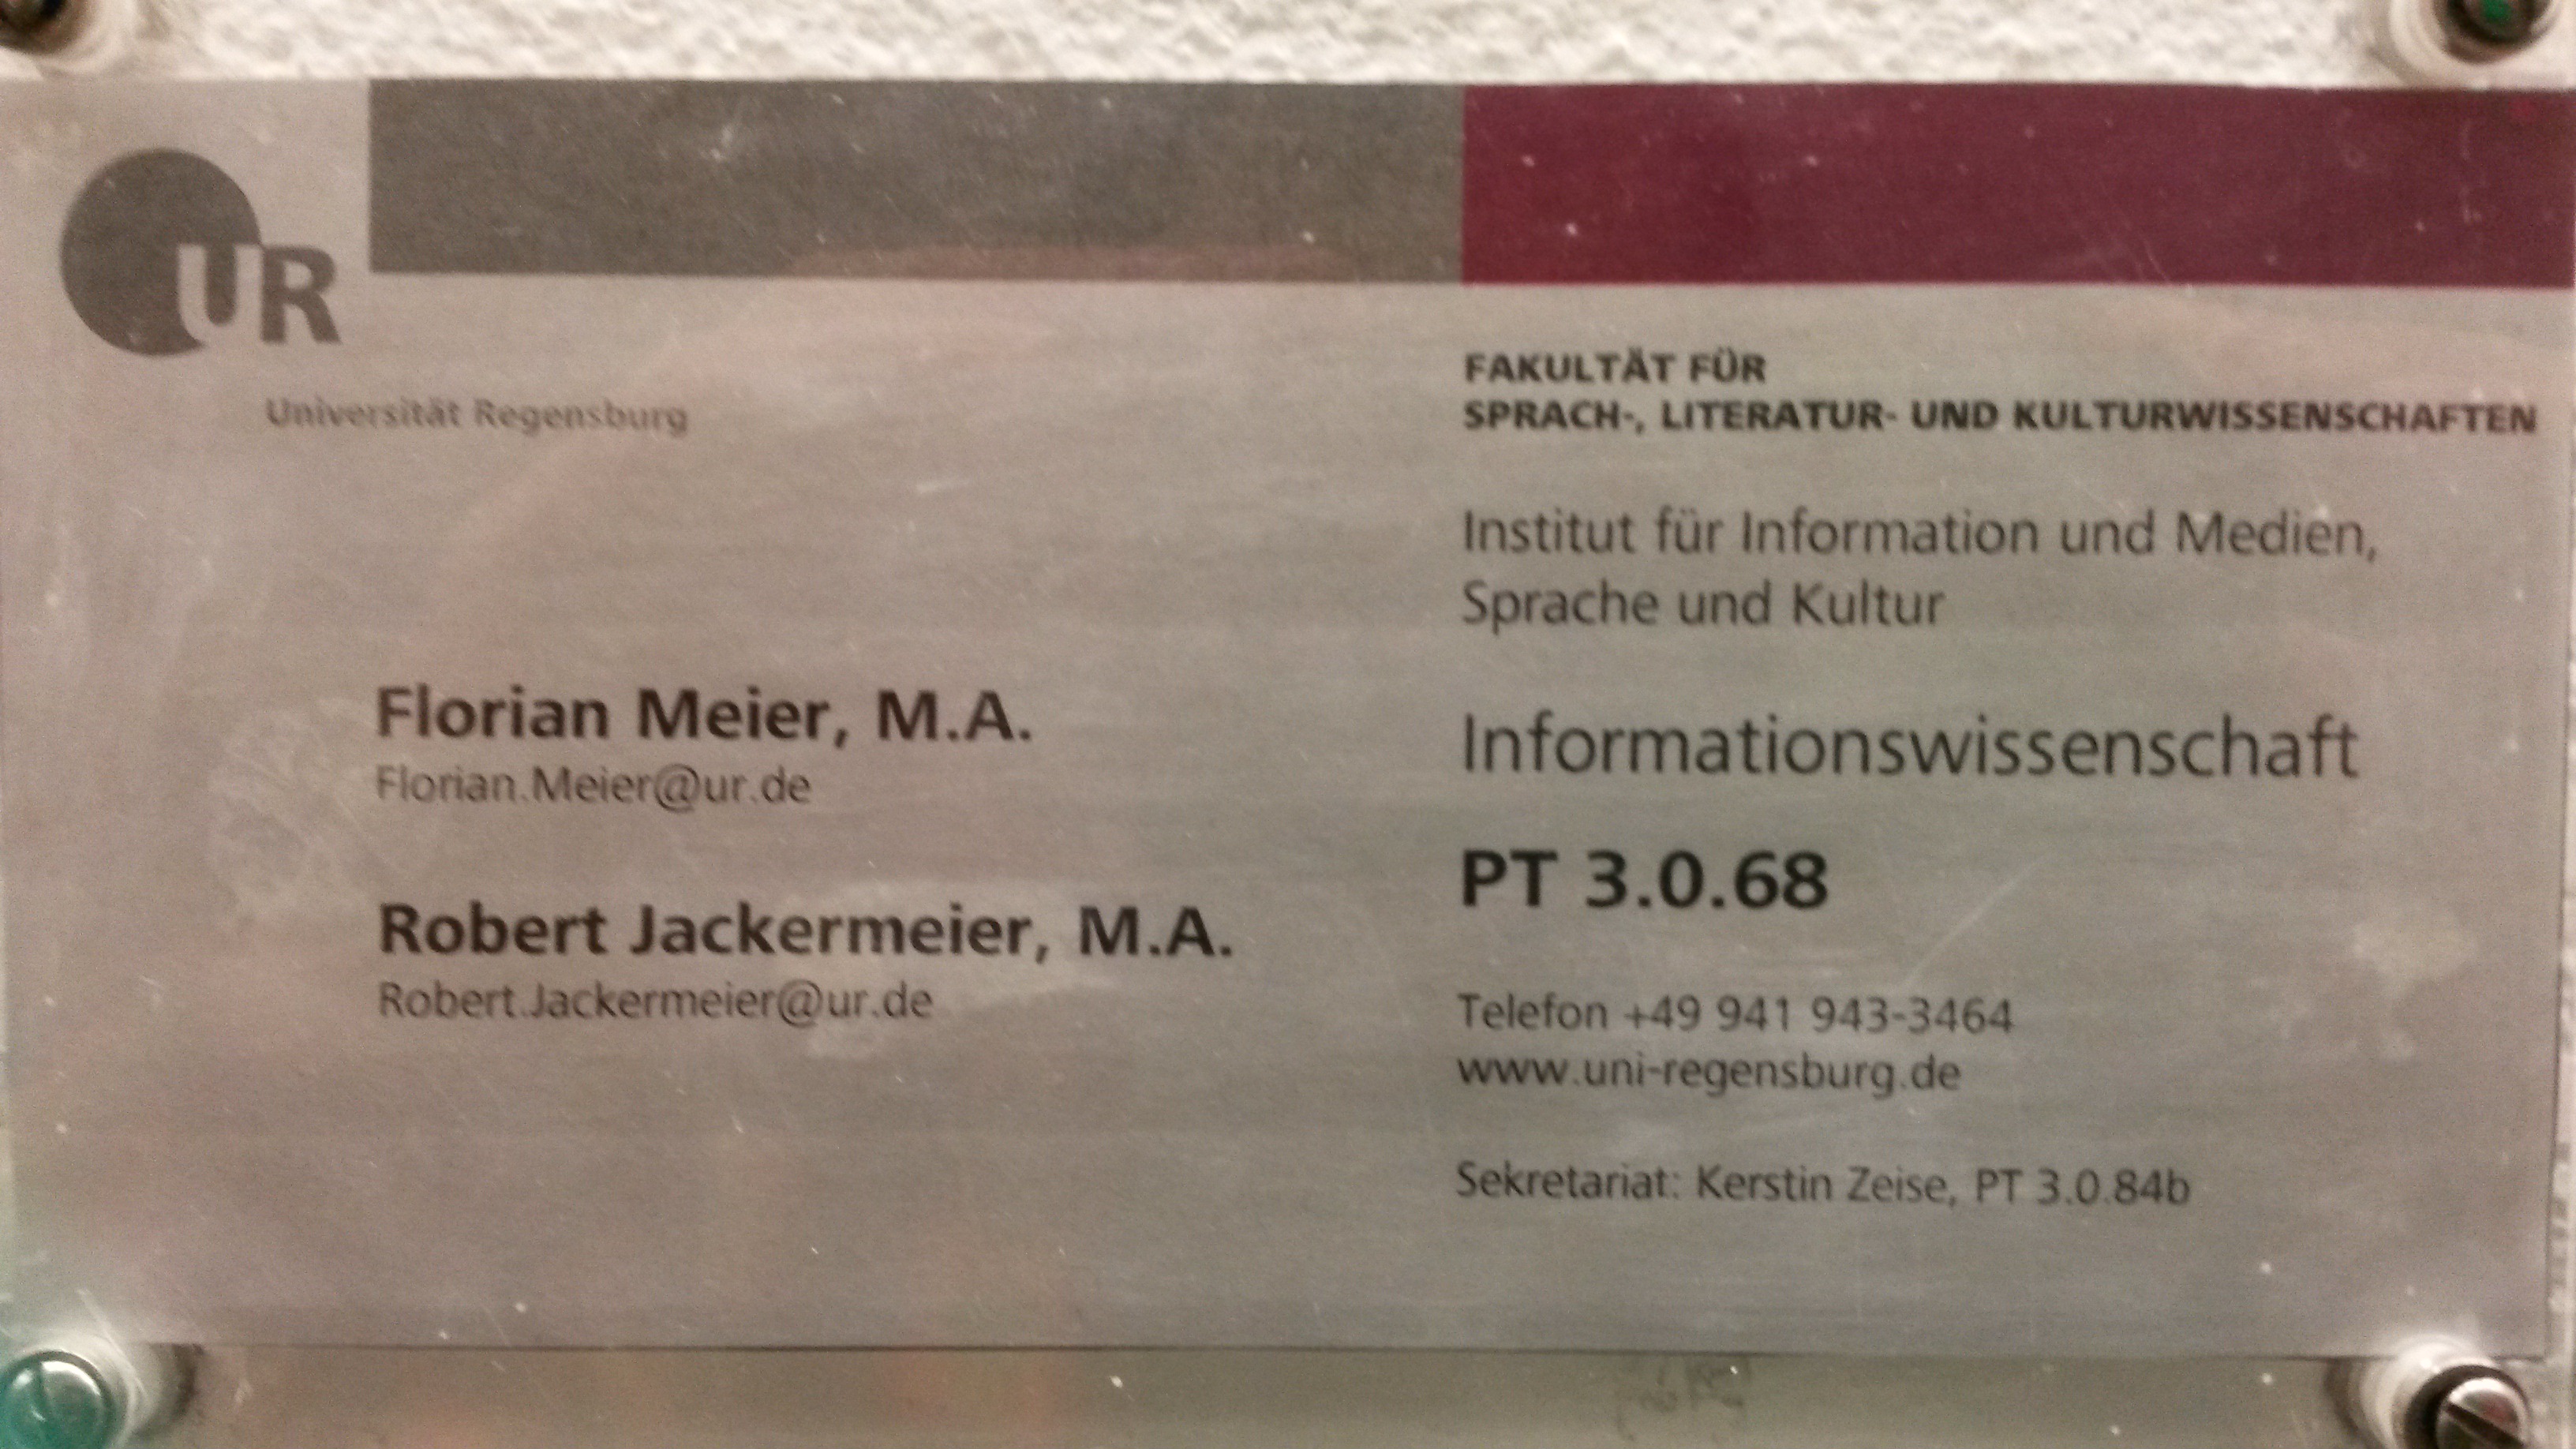 UR
Universität Regensburg
Florian Meier, M.A.
Florian.Meier@ur.de
Robert Jackermeier, M.A.
Robert.Jackermeier@ur.de
FAKULTÄT FÜR
SPRACH-, LITERATUR- UND KULTURWISSENSCHAFTEN
Institut für Information und Medien,
Sprache und Kultur
Informationswissenschaft
PT 3.0.68
Telefon +49 941 943-3464
www.uni-regensburg.de
Sekretariat: Kerstin Zeise, PT 3.0.84b